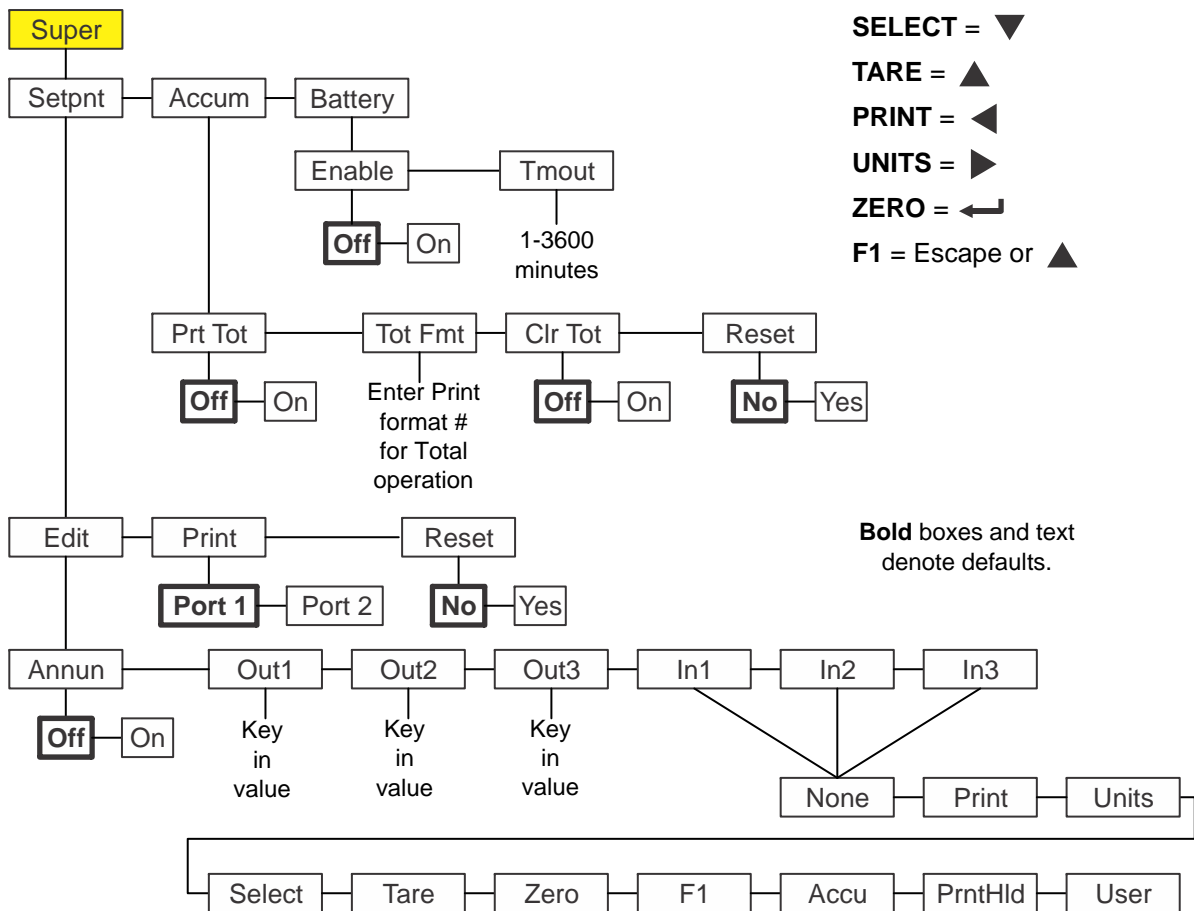 Super
SELECT =
TARE =
PRINT =
UNITS =
ZERO =
F1 = Escape or
Setpnt Accum Battery
Enable Tmout
Off On
1-3600
minutes
Prt Tot Tot Fmt Clr Tot Reset
Off On
Enter Print
format #
for Total
operation
Off On
No Yes
Edit Print Reset
Bold boxes and text
denote defaults.
Port 1 Port 2
No Yes
Annun Out1 Out2 Out3 In1 In2 In3
Off On
Key
in
value
Key
in
value
Key
in
value
None Print Units
Select Tare Zero F1 Accu PrntHld User